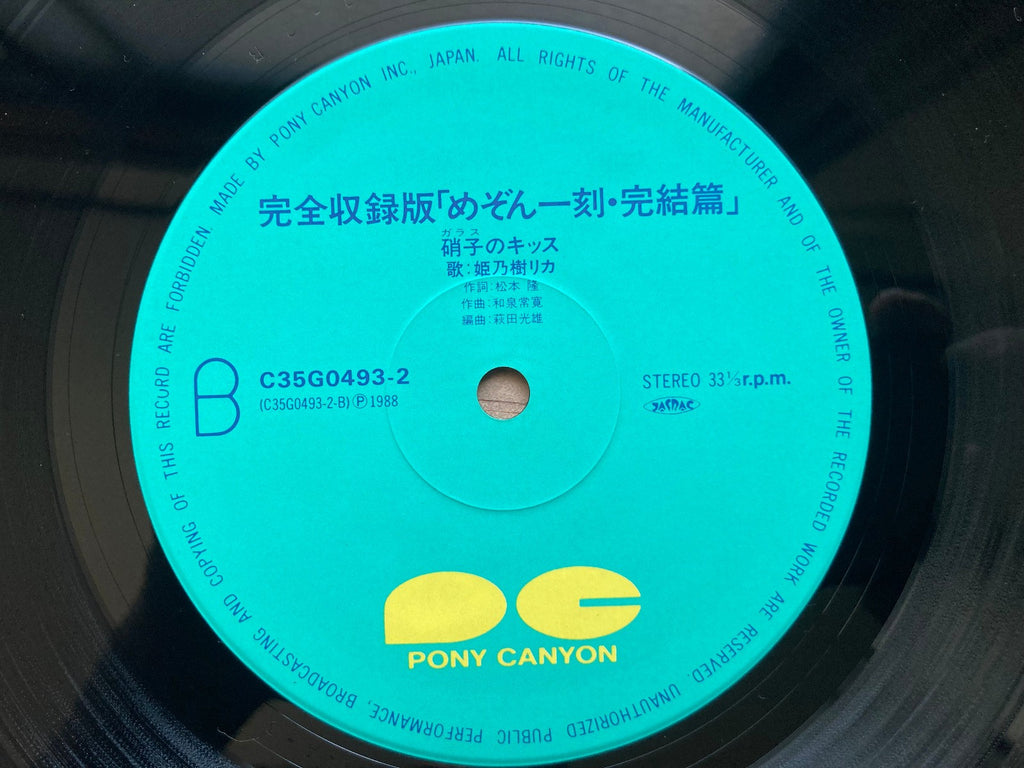 MADE BY PONY CANYON INC., JAPAN. ALL RIGHTS OF THE MANUFACTURER AND OF THE OWNER OF THE RECORDED WORK ARE RESERVED. UNAUTHORIZED PUBLIC PERFORMANCE, BROADCASTING AND COPYING OF THIS RECORD ARE FORBIDDEN.
完全収録版「めぞん一刻・完結篇」
ガラス
硝子のキッス
歌:姫乃樹リカ
作詞:松本 隆
作曲:和泉常寛
編曲:萩田光雄
B
C35G0493-2
(C35G0493-2-B)Ⓟ1988
STEREO 33⅓r.p.m.
JASRAC
PC
PONY CANYON